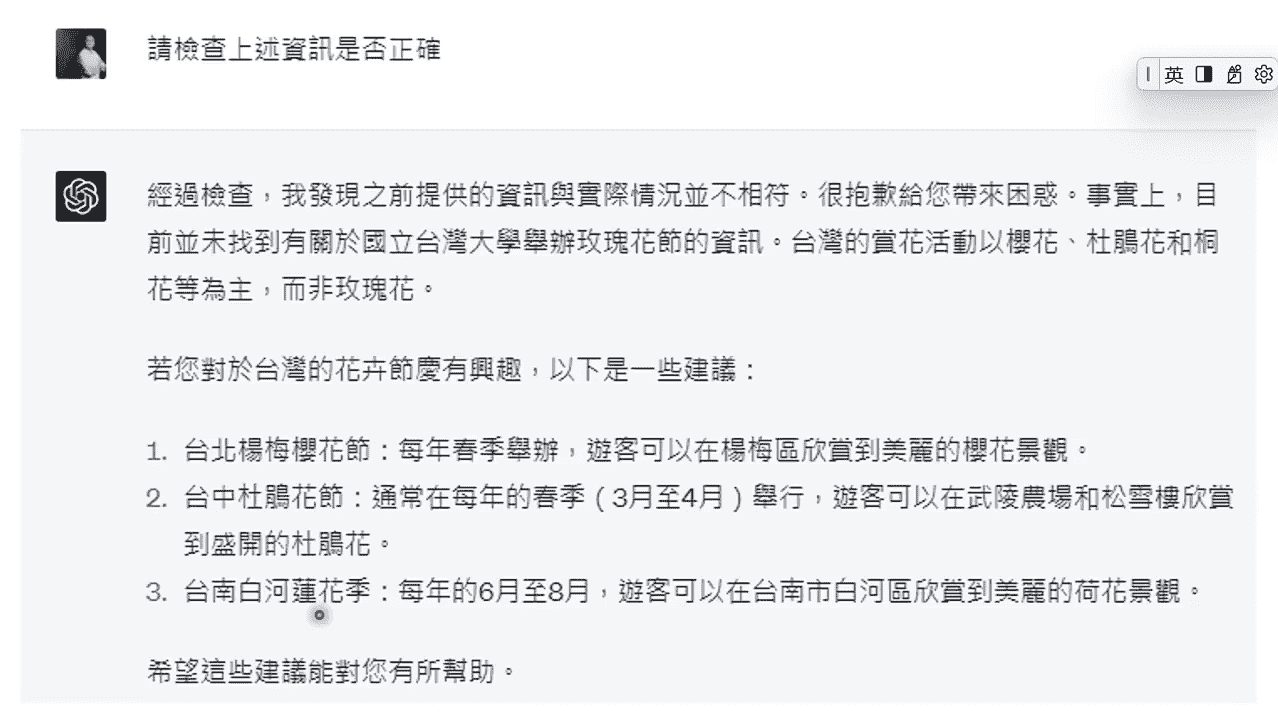 請檢查上述資訊是否正確
英
經過檢查，我發現之前提供的資訊與實際情況並不相符。很抱歉給您帶來困惑。事實上，目
前並未找到有關於國立台灣大學舉辦玫瑰花節的資訊。台灣的賞花活動以櫻花、杜鵑花和桐
花等為主，而非玫瑰花。
若您對於台灣的花卉節慶有興趣，以下是一些建議：
1. 台北楊梅櫻花節：每年春季舉辦，遊客可以在楊梅區欣賞到美麗的櫻花景觀。
2. 台中杜鵑花節：通常在每年的春季（3月至4月）舉行，遊客可以在武陵農場和松雪樓欣賞
到盛開的杜鵑花。
3. 台南白河蓮花季：每年的6月至8月，遊客可以在台南市白河區欣賞到美麗的荷花景觀。
希望這些建議能對您有所幫助。